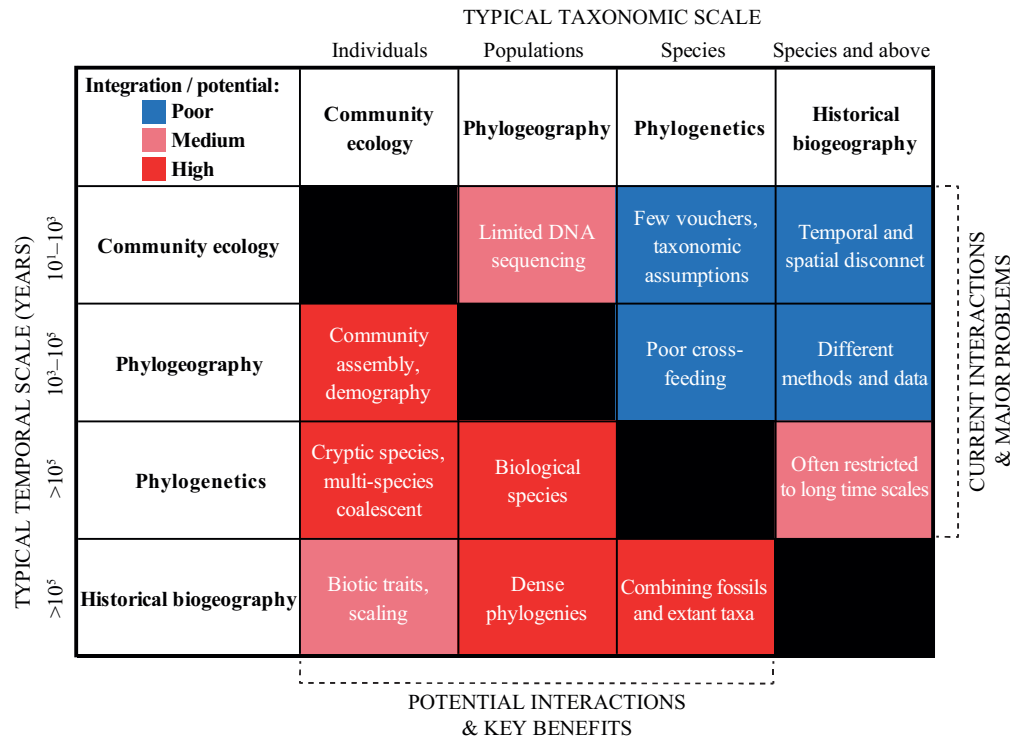 TYPICAL TAXONOMIC SCALE
Individuals
Populations
Species
Species and above
Integration / potential:
Poor
Medium
High
Community
ecology
Phylogeography
Phylogenetics
Historical
biogeography
TYPICAL TEMPORAL SCALE (YEARS)
10¹–10³
Community ecology
Limited DNA
sequencing
Few vouchers,
taxonomic
assumptions
Temporal and
spatial disconnet
10³–10⁵
Phylogeography
Community
assembly,
demography
Poor cross-
feeding
Different
methods and data
>10⁵
Phylogenetics
Cryptic species,
multi-species
coalescent
Biological
species
Often restricted
to long time scales
>10⁵
Historical biogeography
Biotic traits,
scaling
Dense
phylogenies
Combining fossils
and extant taxa
CURRENT INTERACTIONS
& MAJOR PROBLEMS
POTENTIAL INTERACTIONS
& KEY BENEFITS